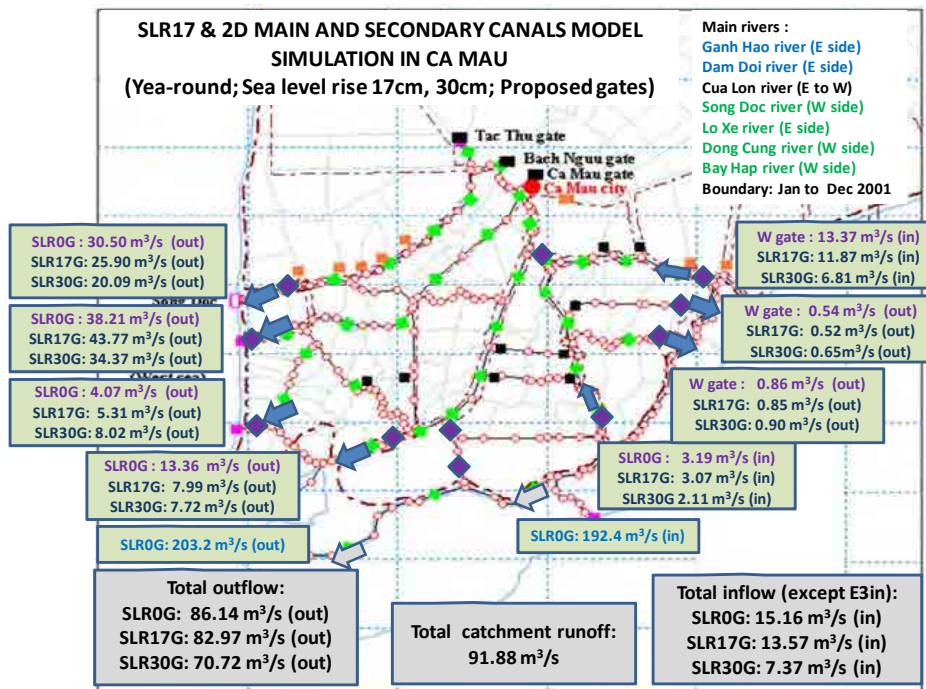 SLR17 & 2D MAIN AND SECONDARY CANALS MODEL
SIMULATION IN CA MAU
(Yea-round; Sea level rise 17cm, 30cm; Proposed gates)
Main rivers :
Ganh Hao river (E side)
Dam Doi river (E side)
Cua Lon river (E to W)
Song Doc river (W side)
Lo Xe river (E side)
Dong Cung river (W side)
Bay Hap river (W side)
Boundary: Jan to Dec 2001
Tac Thu gate
Bach Nguu gate
Ca Mau gate
Ca Mau city
SLR0G : 30.50 m³/s (out)
SLR17G: 25.90 m³/s (out)
SLR30G: 20.09 m³/s (out)
Song Doc
SLR0G : 38.21 m³/s (out)
SLR17G: 43.77 m³/s (out)
SLR30G: 34.37 m³/s (out)
SLR0G : 4.07 m³/s (out)
SLR17G: 5.31 m³/s (out)
SLR30G: 8.02 m³/s (out)
SLR0G : 13.36 m³/s (out)
SLR17G: 7.99 m³/s (out)
SLR30G: 7.72 m³/s (out)
SLR0G: 203.2 m³/s (out)
W gate : 13.37 m³/s (in)
SLR17G: 11.87 m³/s (in)
SLR30G: 6.81 m³/s (in)
W gate : 0.54 m³/s (out)
SLR17G: 0.52 m³/s (out)
SLR30G: 0.65m³/s (out)
W gate : 0.86 m³/s (out)
SLR17G: 0.85 m³/s (out)
SLR30G: 0.90 m³/s (out)
SLR0G : 3.19 m³/s (in)
SLR17G: 3.07 m³/s (in)
SLR30G 2.11 m³/s (in)
SLR0G: 192.4 m³/s (in)
Total outflow:
SLR0G: 86.14 m³/s (out)
SLR17G: 82.97 m³/s (out)
SLR30G: 70.72 m³/s (out)
Total catchment runoff:
91.88 m³/s
Total inflow (except E3in):
SLR0G: 15.16 m³/s (in)
SLR17G: 13.57 m³/s (in)
SLR30G: 7.37 m³/s (in)